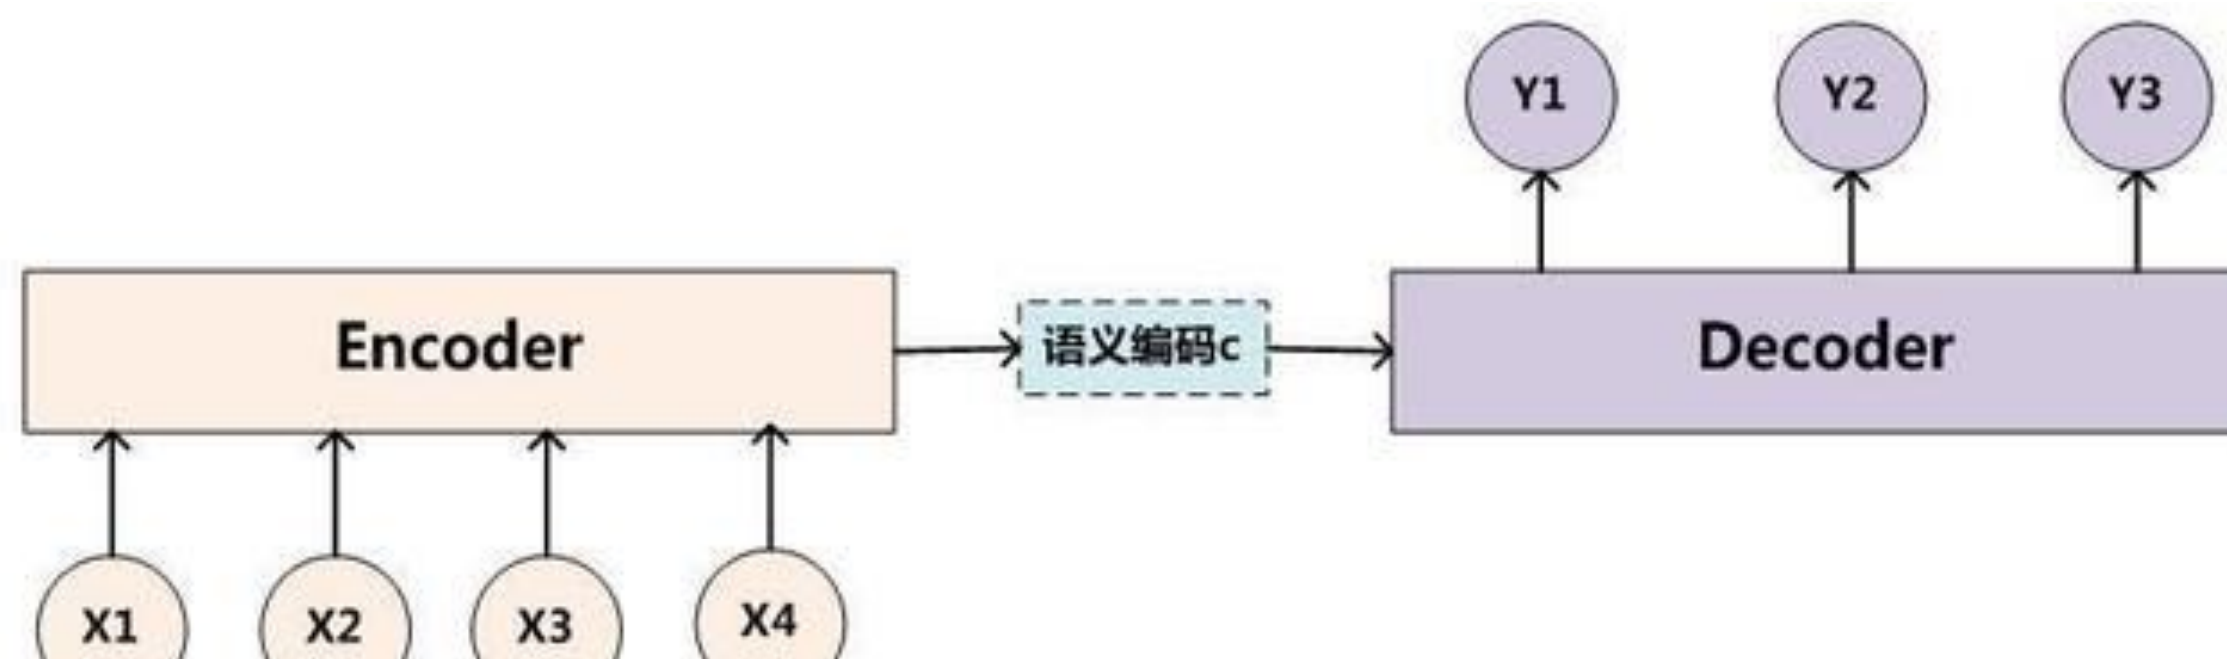 Y1 Y2 Y3
Encoder
语义编码c
Decoder
X1 X2 X3 X4